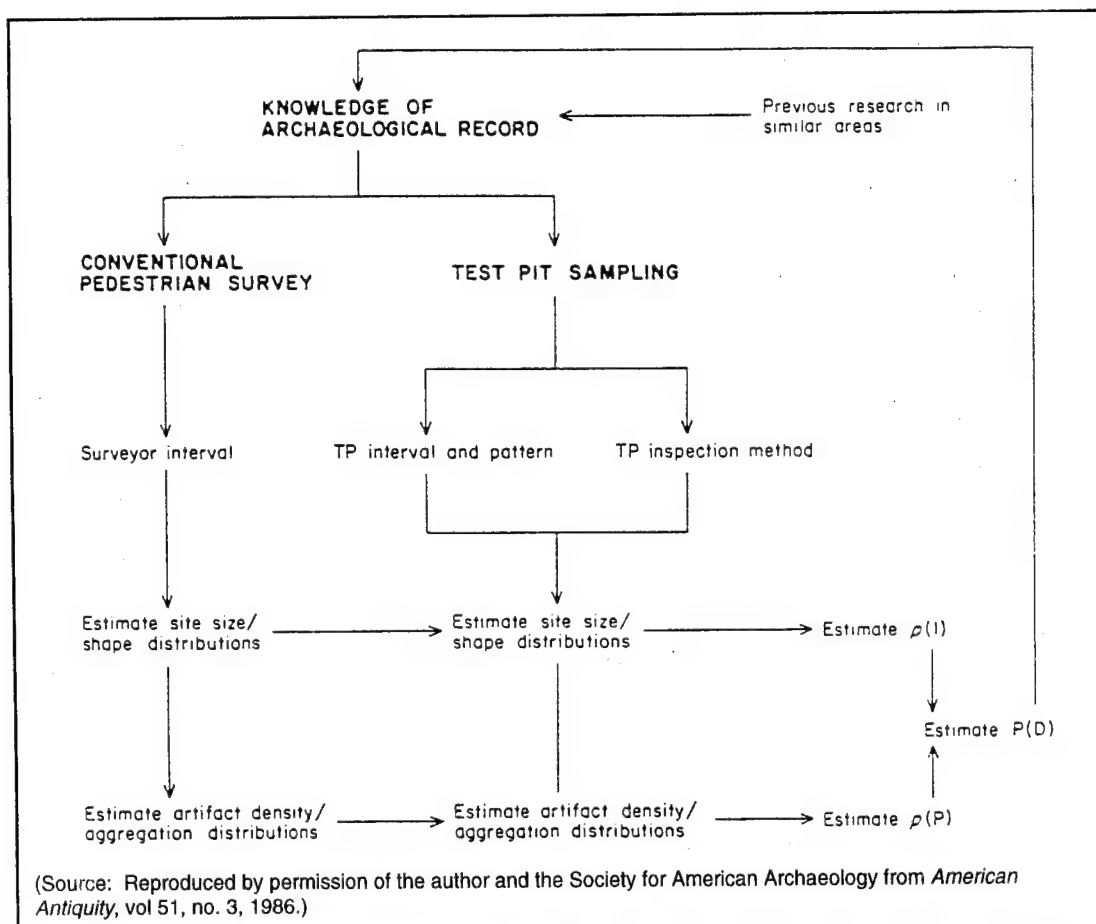 KNOWLEDGE OF
ARCHAEOLOGICAL RECORD
Previous research in
similar areas
CONVENTIONAL
PEDESTRIAN SURVEY
TEST PIT SAMPLING
Surveyor interval
TP interval and pattern
TP inspection method
Estimate site size/
shape distributions
Estimate site size/
shape distributions
Estimate p(I)
Estimate P(D)
Estimate artifact density/
aggregation distributions
Estimate artifact density/
aggregation distributions
Estimate p(P)
(Source: Reproduced by permission of the author and the Society for American Archaeology from American
Antiquity, vol 51, no. 3, 1986.)